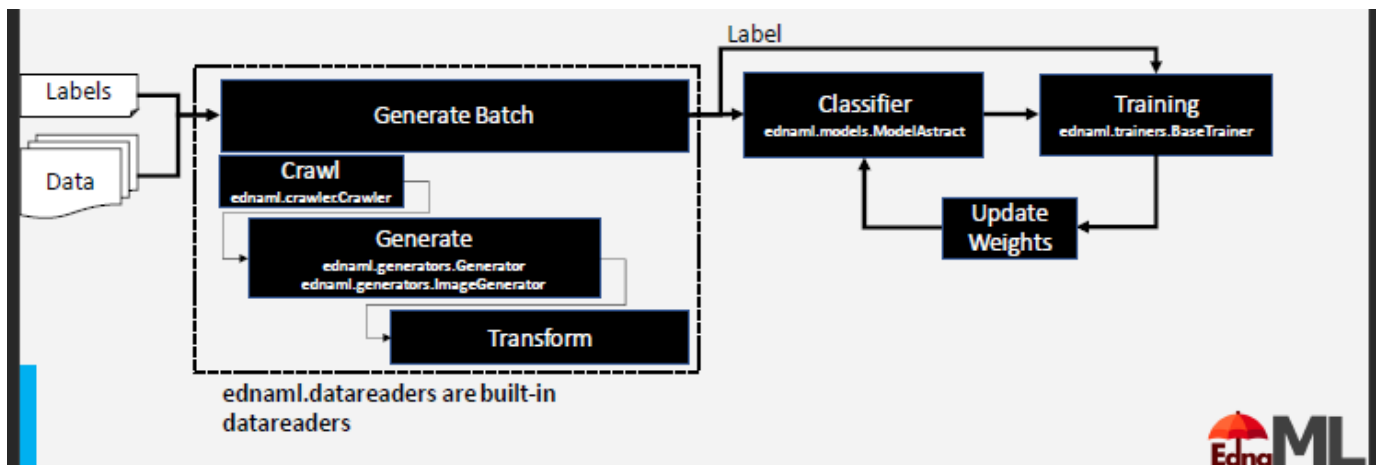 Label
Labels
Data
Generate Batch
Crawl
ednaml.crawler.Crawler
Generate
ednaml.generators.Generator
ednaml.generators.ImageGenerator
Transform
ednaml.datareaders are built-in
datareaders
Classifier
ednaml.models.ModelAstract
Training
ednaml.trainers.BaseTrainer
Update
Weights
Edna ML